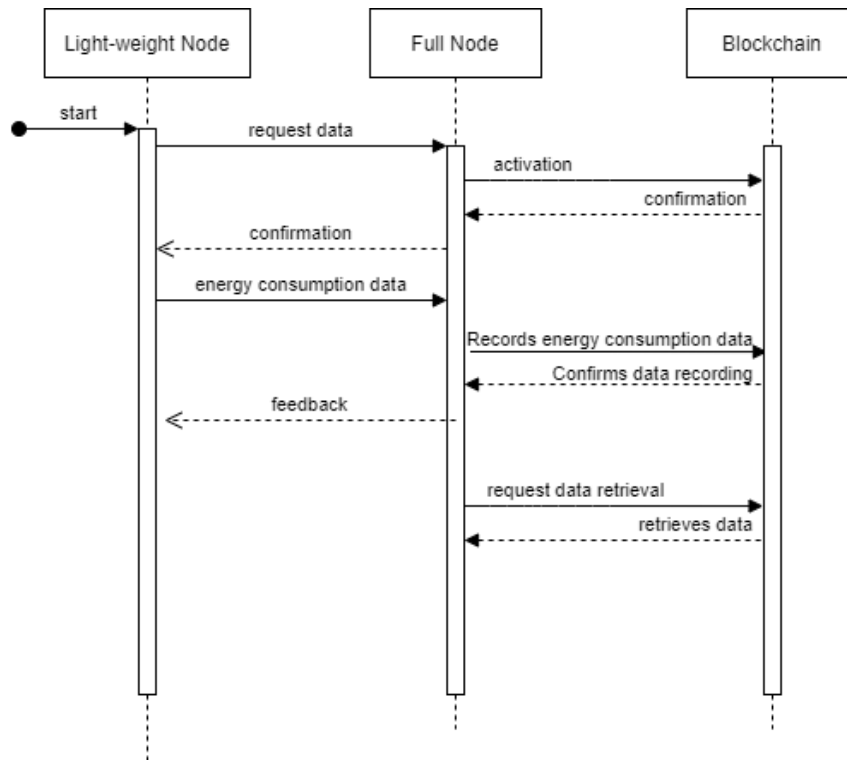 Light-weight Node
Full Node
Blockchain
start
request data
activation
confirmation
confirmation
energy consumption data
Records energy consumption data
Confirms data recording
feedback
request data retrieval
retrieves data